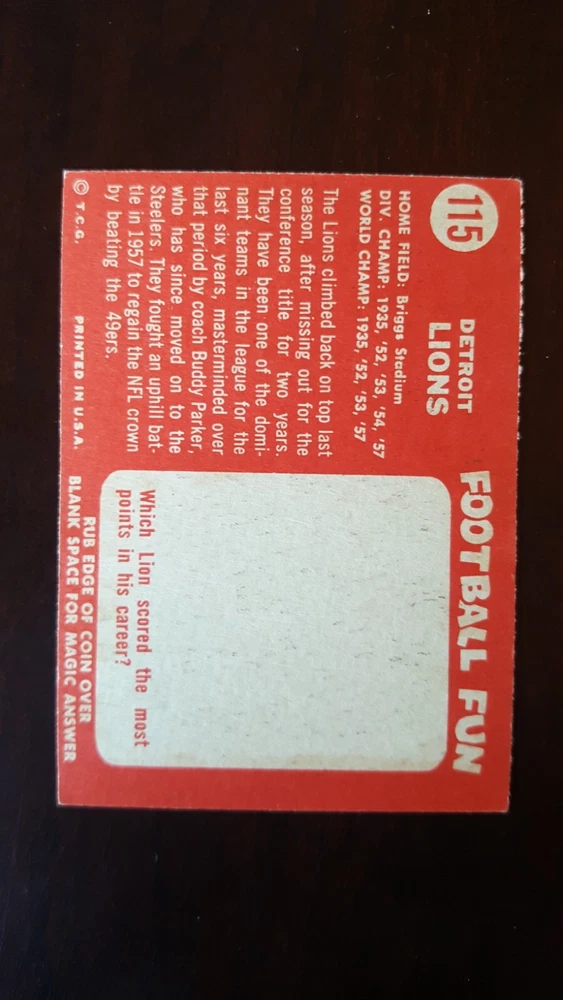 115
DETROIT
LIONS
HOME FIELD: Briggs Stadium
DIV. CHAMP: 1935, '52, '53, '54, '57
WORLD CHAMP: 1935, '52, '53, '57
The Lions climbed back on top last
season, after missing out for the
conference title for two years.
They have been one of the domi-
nant teams in the league for the
last six years, masterminded over
that period by coach Buddy Parker,
who has since moved on to the
Steelers. They fought an uphill bat-
tle in 1957 to regain the NFL crown
by beating the 49ers.
© T.C.G. PRINTED IN U.S.A.
FOOTBALL FUN
Which Lion scored the most
points in his career?
RUB EDGE OF COIN OVER
BLANK SPACE FOR MAGIC ANSWER